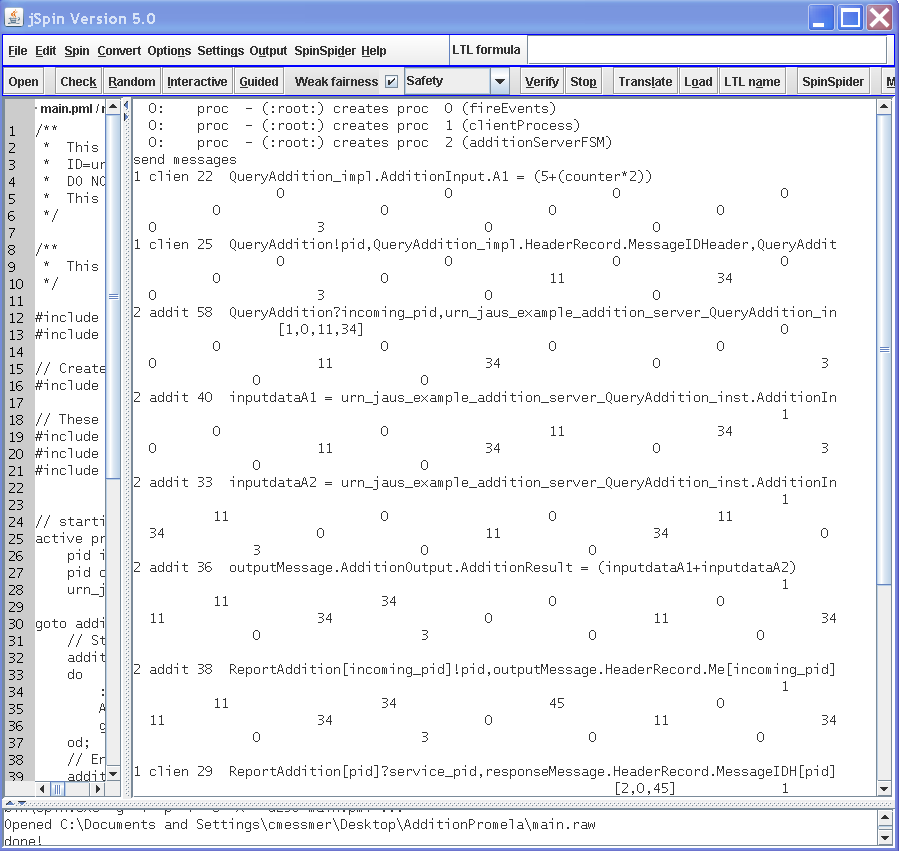 jSpin Version 5.0
File Edit Spin Convert Options Settings Output SpinSpider Help LTL formula
Open Check Random Interactive Guided Weak fairness Safety Verify Stop Translate Load LTL name SpinSpider M
main.pml /
1 /**
2 * This
3 * ID=ur
4 * DO NO
5 * This
6 */
7
8 /**
9 * This
10 */
11
12 #include
13 #include
14
15 // Create
16 #include
17
18 // These
19 #include
20 #include
21 #include
22
23
24 // starti
25 active pr
26 pid i
27 pid c
28 urn_j
29
30 goto addi
31 // St
32 addit
33 do
34 :
35 A
36 g
37 od;
38 // Er
39 addit
0: proc - (:root:) creates proc 0 (fireEvents)
0: proc - (:root:) creates proc 1 (clientProcess)
0: proc - (:root:) creates proc 2 (additionServerFSM)
send messages
1 clien 22 QueryAddition_impl.AdditionInput.A1 = (5+(counter*2))
0 0 0 0
0 0 0 0
0 3 0 0
1 clien 25 QueryAddition!pid,QueryAddition_impl.HeaderRecord.MessageIDHeader,QueryAddit
0 0 0 0
0 0 11 34
0 3 0 0
2 addit 58 QueryAddition?incoming_pid,urn_jaus_example_addition_server_QueryAddition_in
[1,0,11,34] 0
0 0 0 0
0 11 34 0 3
0 0
2 addit 40 inputdataA1 = urn_jaus_example_addition_server_QueryAddition_inst.AdditionIn
1
0 0 11 34
0 11 34 0 3
0 0
2 addit 33 inputdataA2 = urn_jaus_example_addition_server_QueryAddition_inst.AdditionIn
1
11 0 0 11
34 0 11 34 0
3 0 0
2 addit 36 outputMessage.AdditionOutput.AdditionResult = (inputdataA1+inputdataA2)
1
11 34 0 0
11 34 0 11 34
0 3 0 0
2 addit 38 ReportAddition[incoming_pid]!pid,outputMessage.HeaderRecord.Me[incoming_pid]
1
11 34 45 0
11 34 0 11 34
0 3 0 0
1 clien 29 ReportAddition[pid]?service_pid,responseMessage.HeaderRecord.MessageIDH[pid]
[2,0,45] 1
Opened C:\Documents and Settings\cmessmer\Desktop\AdditionPromela\main.raw
done!